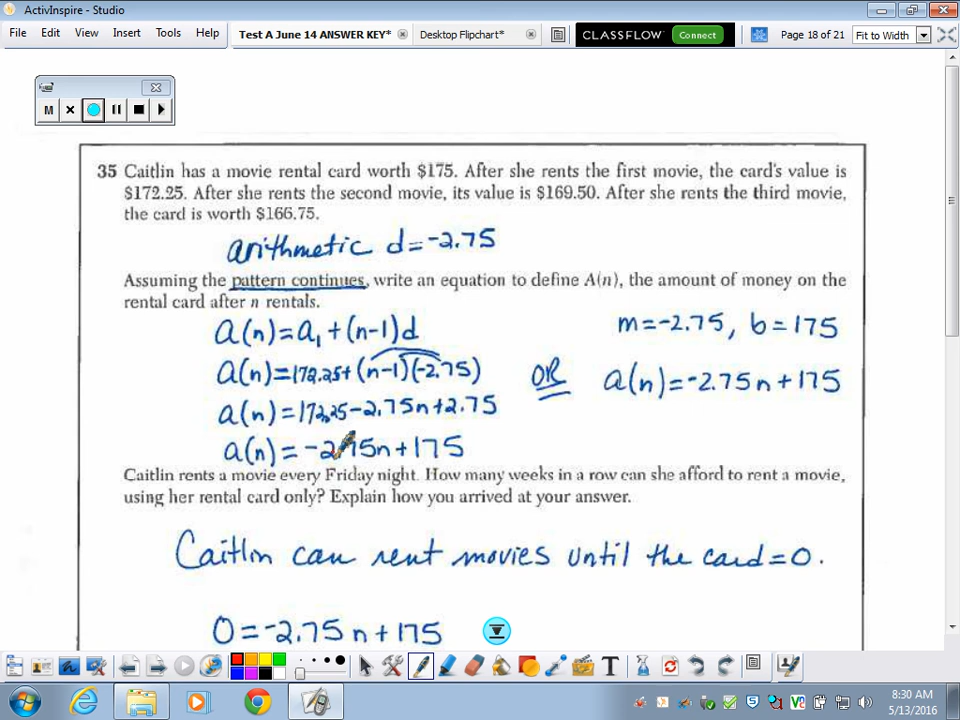 ActivInspire - Studio
File Edit View Insert Tools Help Test A June 14 ANSWER KEY* Desktop Flipchart* CLASSFLOW Connect Page 18 of 21 Fit to Width
M
35 Caitlin has a movie rental card worth $175. After she rents the first movie, the card's value is
$172.25. After she rents the second movie, its value is $169.50. After she rents the third movie,
the card is worth $166.75.
arithmetic d=-2.75
Assuming the pattern continues, write an equation to define A(n), the amount of money on the
rental card after n rentals.
a(n)=a₁+(n-1)d
m=-2.75, b=175
a(n)=172.25+(n-1)(-2.75)
OR a(n)=-2.75n+175
a(n)=172.25-2.75n+2.75
a(n)=-2.75n+175
Caitlin rents a movie every Friday night. How many weeks in a row can she afford to rent a movie,
using her rental card only? Explain how you arrived at your answer.
Caitlin can rent movies until the card=0.
0=-2.75n+175
T
8:30 AM
5/13/2016